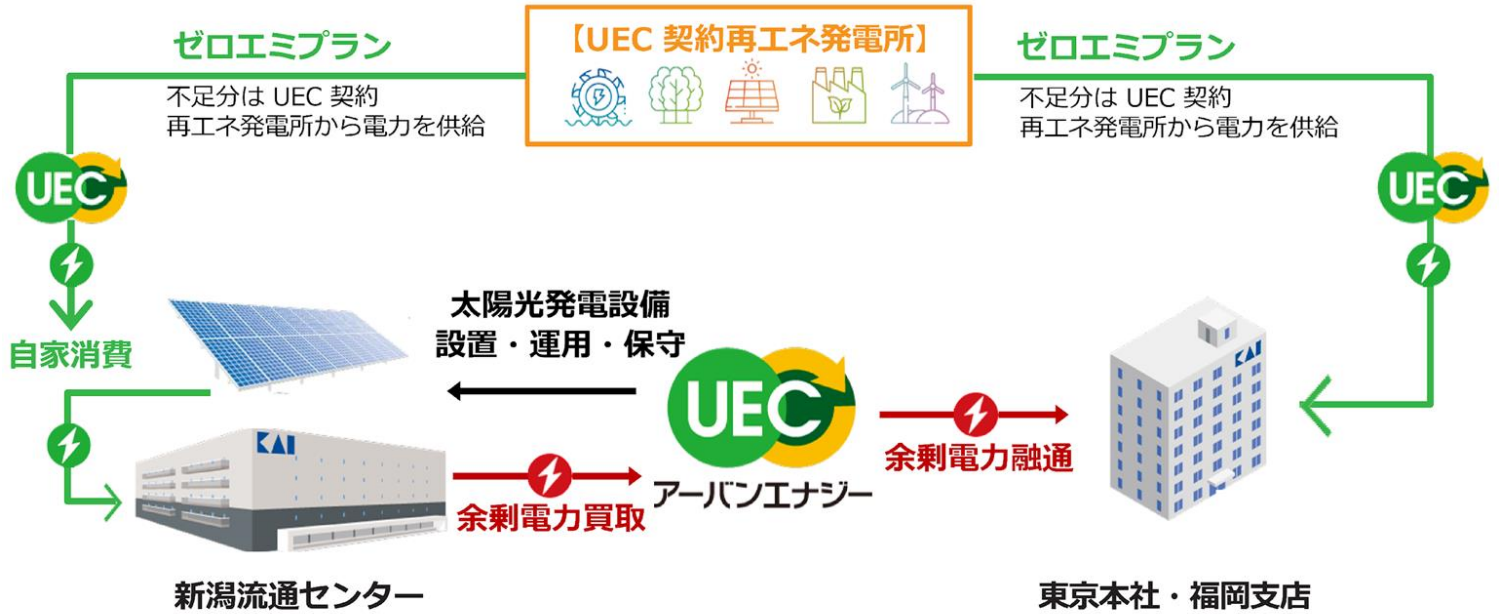 ゼロエミプラン
【UEC 契約再エネ発電所】
ゼロエミプラン
不足分は UEC 契約
再エネ発電所から電力を供給
不足分は UEC 契約
再エネ発電所から電力を供給
UEC
UEC
自家消費
太陽光発電設備
設置・運用・保守
KAI
UEC
アーバンエナジー
KAI
余剰電力買取
余剰電力融通
新潟流通センター
東京本社・福岡支店